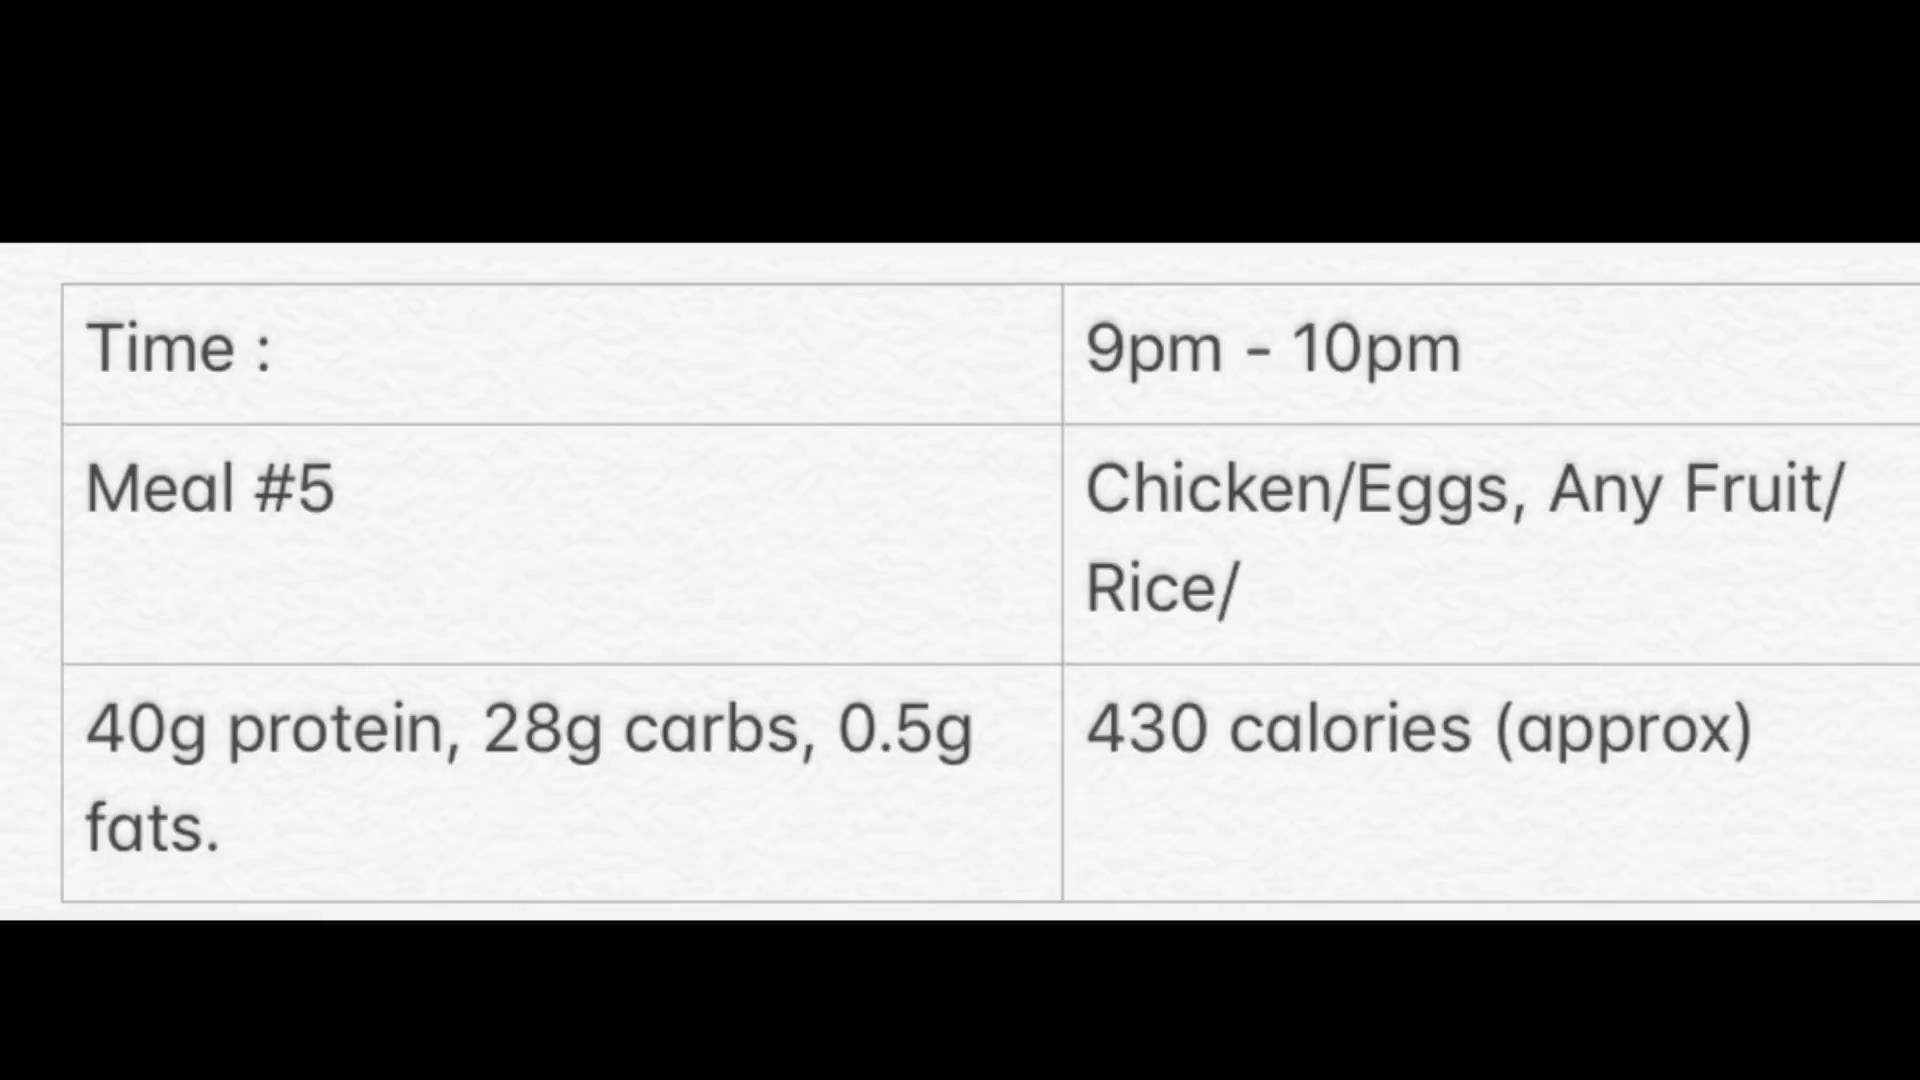 Time :
9pm - 10pm
Meal #5
Chicken/Eggs, Any Fruit/
Rice/
40g protein, 28g carbs, 0.5g
fats.
430 calories (approx)